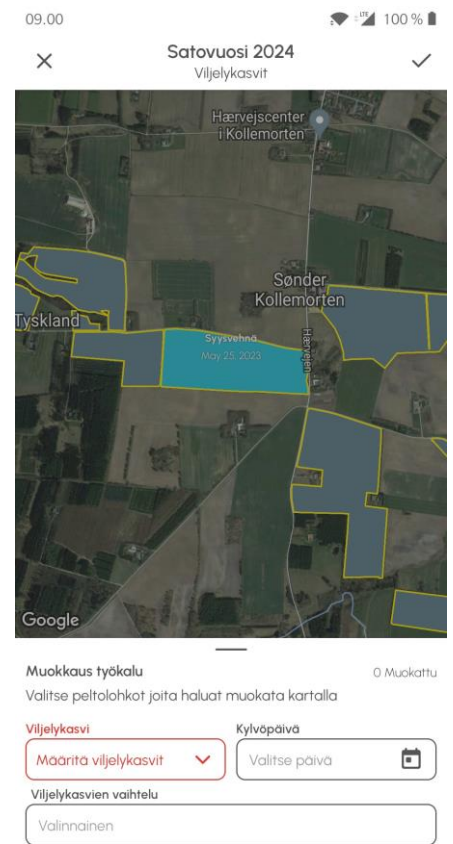 09.00
LTE 100 %
Satovuosi 2024
Viljelykasvit
Hærvejscenter
i Kollemorten
Sønder
Kollemorten
Tyskland
Syysvehnä
May 25, 2023
Hærvejen
Google
Muokkaus työkalu
0 Muokattu
Valitse peltolohkot joita haluat muokata kartalla
Viljelykasvi
Kylvöpäivä
Määritä viljelykasvit
Valitse päivä
Viljelykasvien vaihtelu
Valinnainen